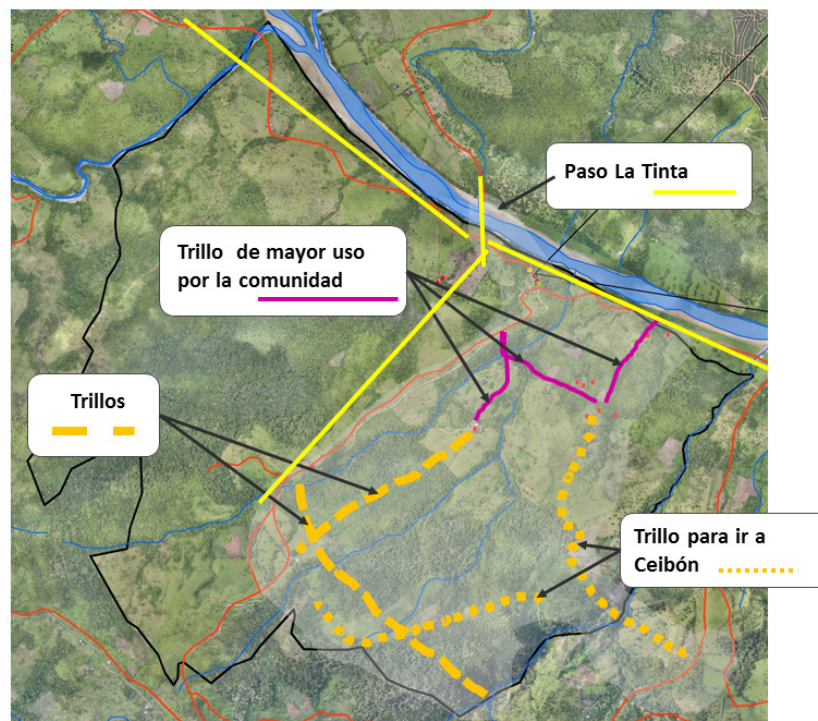 Paso La Tinta
Trillo de mayor uso
por la comunidad
Trillos
Trillo para ir a
Ceibón